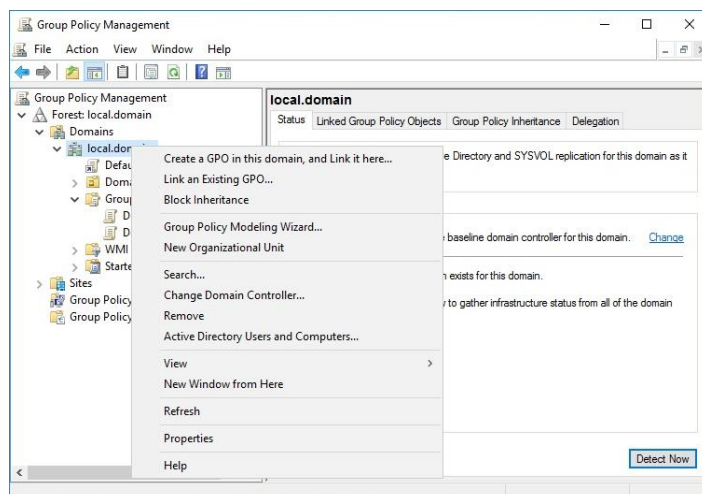 Group Policy Management
File Action View Window Help
Group Policy Management
Forest: local.domain
Domains
local.domain
Status Linked Group Policy Objects Group Policy Inheritance Delegation
e Directory and SYSVOL replication for this domain as it
baseline domain controller for this domain. Change
exists for this domain.
to gather infrastructure status from all of the domain
Detect Now
Sites
Group Policy
Group Policy
WMI
Create a GPO in this domain, and Link it here...
Link an Existing GPO...
Block Inheritance
Group Policy Modeling Wizard...
New Organizational Unit
Search...
Change Domain Controller...
Remove
Active Directory Users and Computers...
View
New Window from Here
Refresh
Properties
Help